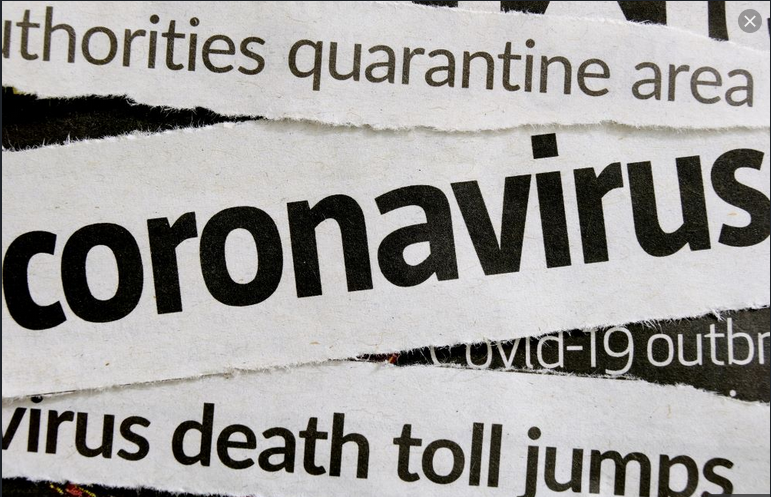 uthorities quarantine area
coronavirus
Covid-19 outbr
virus death toll jumps